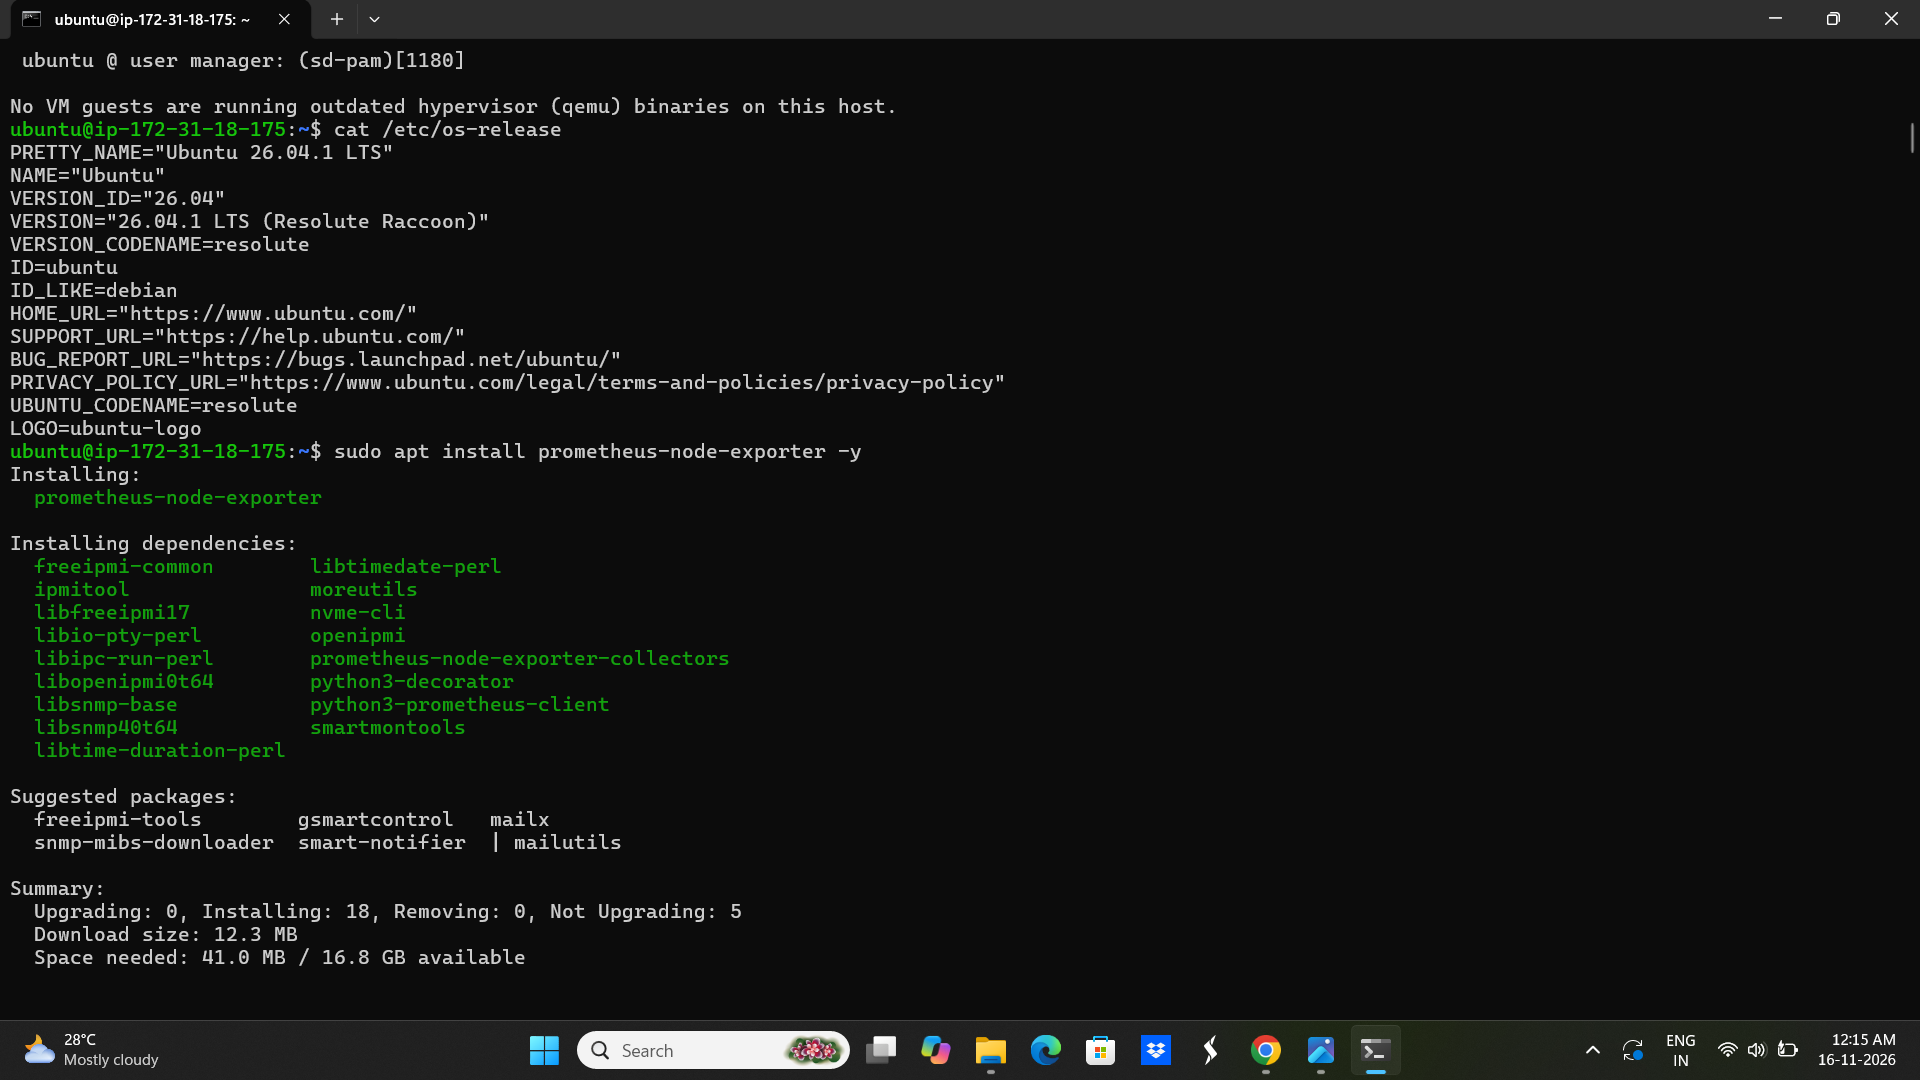 ubuntu@ip-172-31-18-175: ~
ubuntu @ user manager: (sd-pam)[1180]
No VM guests are running outdated hypervisor (qemu) binaries on this host.
ubuntu@ip-172-31-18-175:~$ cat /etc/os-release
PRETTY_NAME="Ubuntu 26.04.1 LTS"
NAME="Ubuntu"
VERSION_ID="26.04"
VERSION="26.04.1 LTS (Resolute Raccoon)"
VERSION_CODENAME=resolute
ID=ubuntu
ID_LIKE=debian
HOME_URL="https://www.ubuntu.com/"
SUPPORT_URL="https://help.ubuntu.com/"
BUG_REPORT_URL="https://bugs.launchpad.net/ubuntu/"
PRIVACY_POLICY_URL="https://www.ubuntu.com/legal/terms-and-policies/privacy-policy"
UBUNTU_CODENAME=resolute
LOGO=ubuntu-logo
ubuntu@ip-172-31-18-175:~$ sudo apt install prometheus-node-exporter -y
Installing:
prometheus-node-exporter
Installing dependencies:
freeipmi-common libtimedate-perl
ipmitool moreutils
libfreeipmi17 nvme-cli
libio-pty-perl openipmi
libipc-run-perl prometheus-node-exporter-collectors
libopenipmi0t64 python3-decorator
libsnmp-base python3-prometheus-client
libsnmp40t64 smartmontools
libtime-duration-perl
Suggested packages:
freeipmi-tools gsmartcontrol mailx
snmp-mibs-downloader smart-notifier | mailutils
Summary:
Upgrading: 0, Installing: 18, Removing: 0, Not Upgrading: 5
Download size: 12.3 MB
Space needed: 41.0 MB / 16.8 GB available
28°C
Mostly cloudy
Search
ENG
IN
12:15 AM
16-11-2026